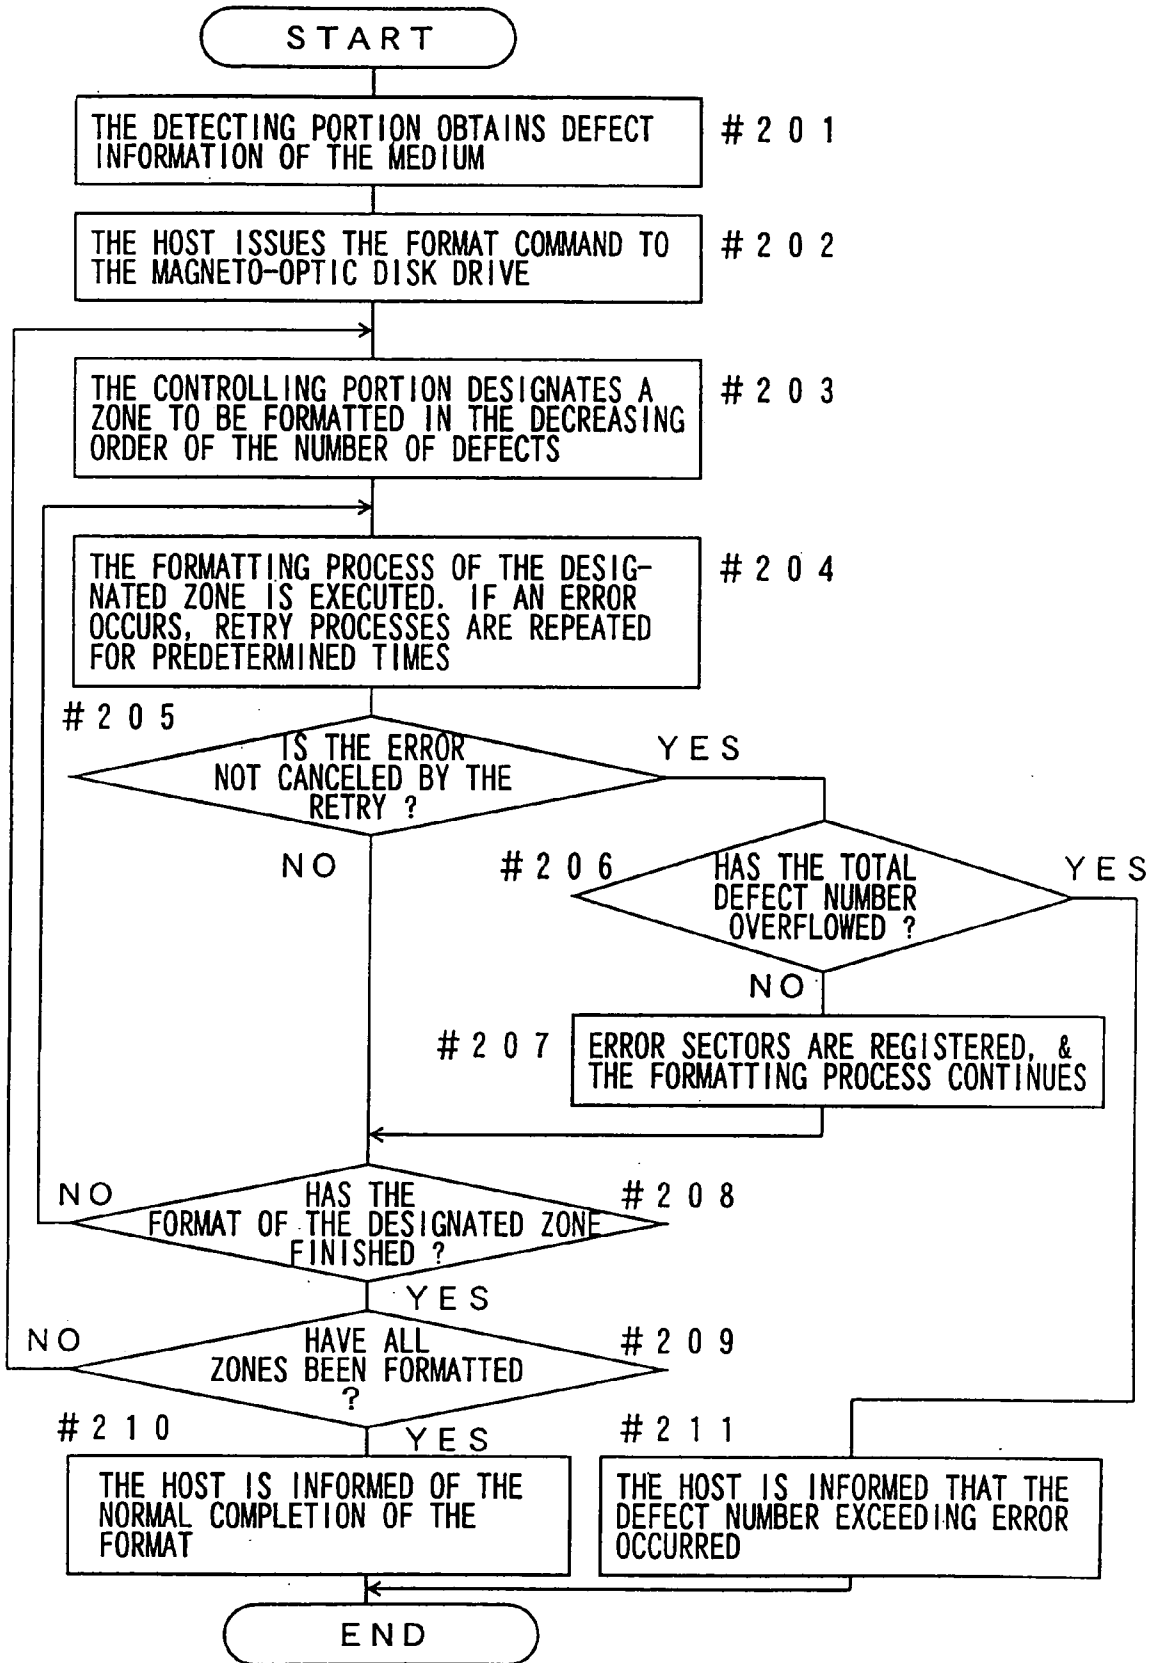 START
THE DETECTING PORTION OBTAINS DEFECT
INFORMATION OF THE MEDIUM
#201
THE HOST ISSUES THE FORMAT COMMAND TO
THE MAGNETO-OPTIC DISK DRIVE
#202
THE CONTROLLING PORTION DESIGNATES A
ZONE TO BE FORMATTED IN THE DECREASING
ORDER OF THE NUMBER OF DEFECTS
#203
THE FORMATTING PROCESS OF THE DESIG-
NATED ZONE IS EXECUTED. IF AN ERROR
OCCURS, RETRY PROCESSES ARE REPEATED
FOR PREDETERMINED TIMES
#204
#205
IS THE ERROR
NOT CANCELED BY THE
RETRY ?
YES
NO
#206
HAS THE TOTAL
DEFECT NUMBER
OVERFLOWED ?
YES
NO
#207
ERROR SECTORS ARE REGISTERED, &
THE FORMATTING PROCESS CONTINUES
NO
HAS THE
FORMAT OF THE DESIGNATED ZONE
FINISHED ?
#208
YES
NO
HAVE ALL
ZONES BEEN FORMATTED
?
#209
#210
YES
#211
THE HOST IS INFORMED OF THE
NORMAL COMPLETION OF THE
FORMAT
THE HOST IS INFORMED THAT THE
DEFECT NUMBER EXCEEDING ERROR
OCCURRED
END